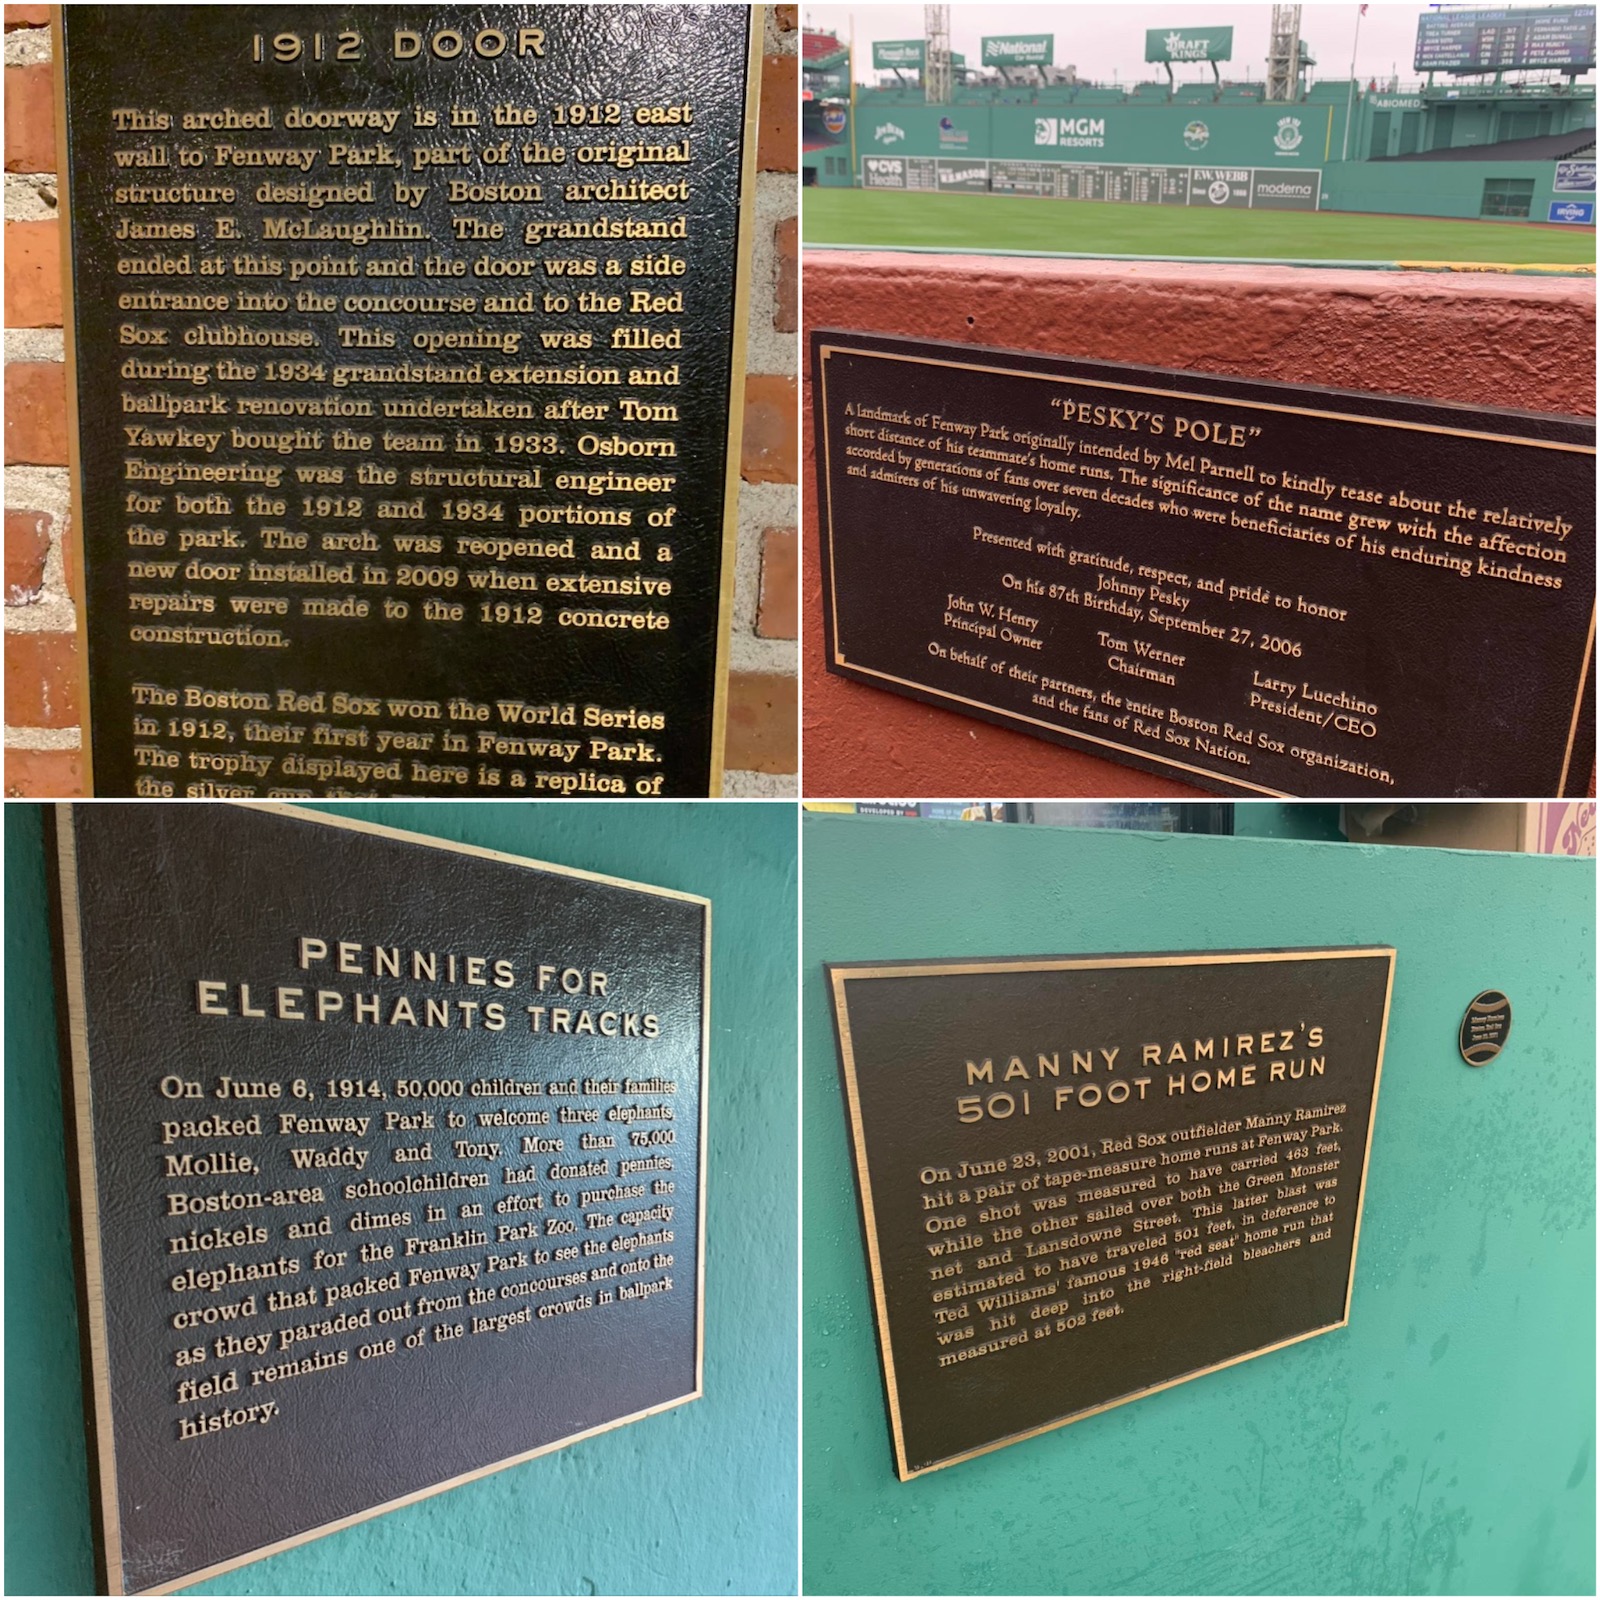 1912 DOOR
This arched doorway is in the 1912 east
wall to Fenway Park, part of the original
structure designed by Boston architect
James E. McLaughlin. The grandstand
ended at this point and the door was a side
entrance into the concourse and to the Red
Sox clubhouse. This opening was filled
during the 1934 grandstand extension and
ballpark renovation undertaken after Tom
Yawkey bought the team in 1933. Osborn
Engineering was the structural engineer
for both the 1912 and 1934 portions of
the park. The arch was reopened and a
new door installed in 2009 when extensive
repairs were made to the 1912 concrete
construction.
The Boston Red Sox won the World Series
in 1912, their first year in Fenway Park.
The trophy displayed here is a replica of
the silver cup that
National
DRAFT
KINGS
NATIONAL LEAGUE LEADERS
ABIOMED
JIM BEAM
MGM
RESORTS
CVS
Health
W.B. MASON
F.W. WEBB
Since 1866
moderna
IRVING
"PESKY'S POLE"
A landmark of Fenway Park originally intended by Mel Parnell to kindly tease about the relatively
short distance of his teammate's home runs. The significance of the name grew with the affection
accorded by generations of fans over seven decades who were beneficiaries of his enduring kindness
and admirers of his unwavering loyalty.
Presented with gratitude, respect, and pride to honor
Johnny Pesky
On his 87th Birthday, September 27, 2006
John W. Henry
Principal Owner
Tom Werner
Chairman
Larry Lucchino
President/CEO
On behalf of their partners, the entire Boston Red Sox organization,
and the fans of Red Sox Nation.
PENNIES FOR
ELEPHANTS TRACKS
On June 6, 1914, 50,000 children and their families
packed Fenway Park to welcome three elephants,
Mollie, Waddy and Tony. More than 75,000
Boston-area schoolchildren had donated pennies,
nickels and dimes in an effort to purchase the
elephants for the Franklin Park Zoo. The capacity
crowd that packed Fenway Park to see the elephants
as they paraded out from the concourses and onto the
field remains one of the largest crowds in ballpark
history.
DEVELOPED BY
MANNY RAMIREZ'S
501 FOOT HOME RUN
On June 23, 2001, Red Sox outfielder Manny Ramirez
hit a pair of tape-measure home runs at Fenway Park.
One shot was measured to have carried 463 feet,
while the other sailed over both the Green Monster
net and Lansdowne Street. This latter blast was
estimated to have traveled 501 feet, in deference to
Ted Williams' famous 1946 "red seat" home run that
was hit deep into the right-field bleachers and
measured at 502 feet.